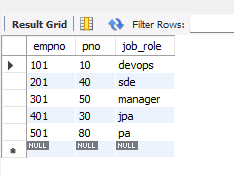 Result Grid Filter Rows:
empno pno job_role
101 10 devops
201 40 sde
301 50 manager
401 30 jpa
501 80 pa
NULL NULL NULL